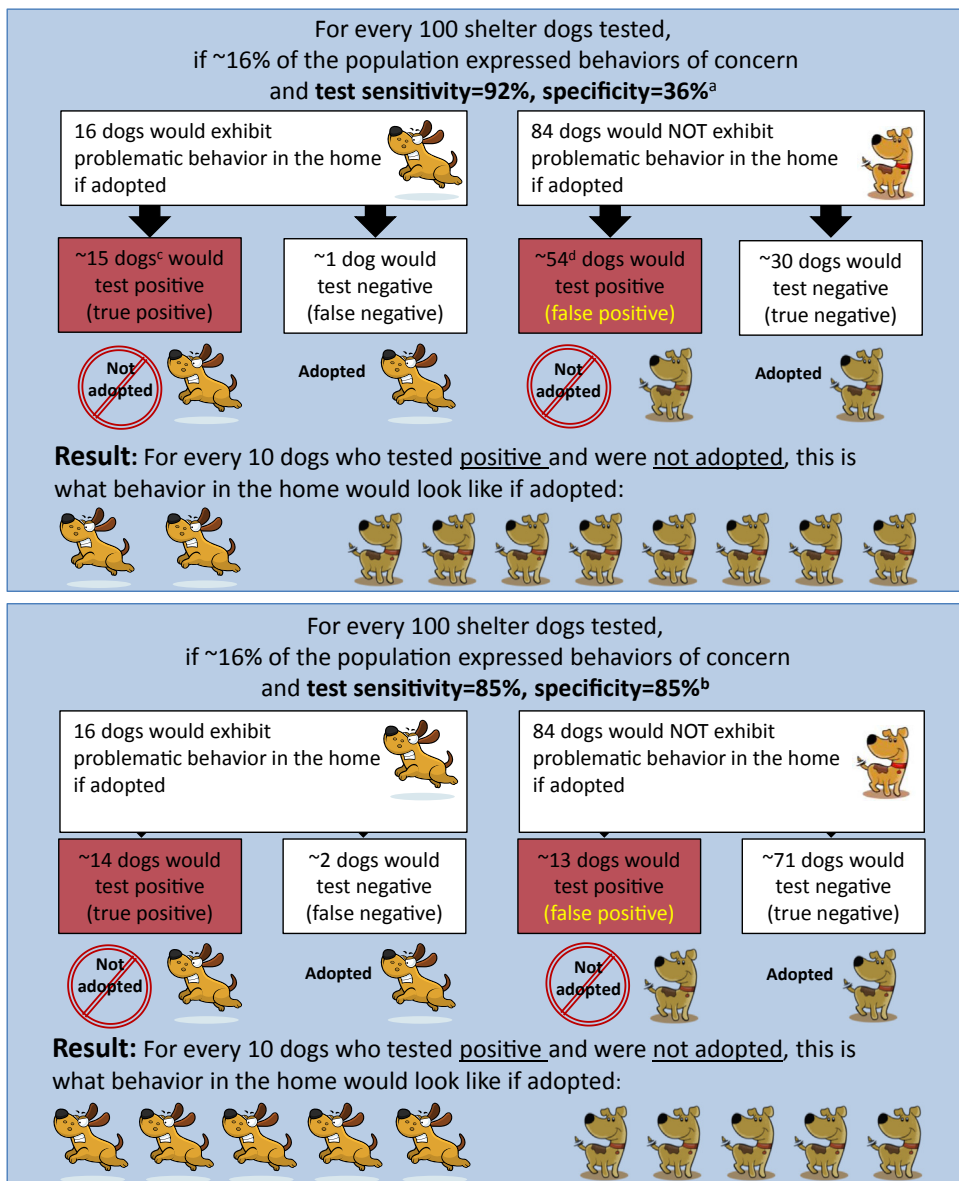 For every 100 shelter dogs tested,
if ~16% of the population expressed behaviors of concern
and test sensitivity=92%, specificity=36%ᵃ
16 dogs would exhibit
problematic behavior in the home
if adopted
84 dogs would NOT exhibit
problematic behavior in the home
if adopted
~15 dogsᶜ would
test positive
(true positive)
~1 dog would
test negative
(false negative)
~54ᵈ dogs would
test positive
(false positive)
~30 dogs would
test negative
(true negative)
Not
adopted
Adopted
Not
adopted
Adopted
Result: For every 10 dogs who tested positive and were not adopted, this is
what behavior in the home would look like if adopted:
For every 100 shelter dogs tested,
if ~16% of the population expressed behaviors of concern
and test sensitivity=85%, specificity=85%ᵇ
16 dogs would exhibit
problematic behavior in the home
if adopted
84 dogs would NOT exhibit
problematic behavior in the home
if adopted
~14 dogs would
test positive
(true positive)
~2 dogs would
test negative
(false negative)
~13 dogs would
test positive
(false positive)
~71 dogs would
test negative
(true negative)
Not
adopted
Adopted
Not
adopted
Adopted
Result: For every 10 dogs who tested positive and were not adopted, this is
what behavior in the home would look like if adopted: